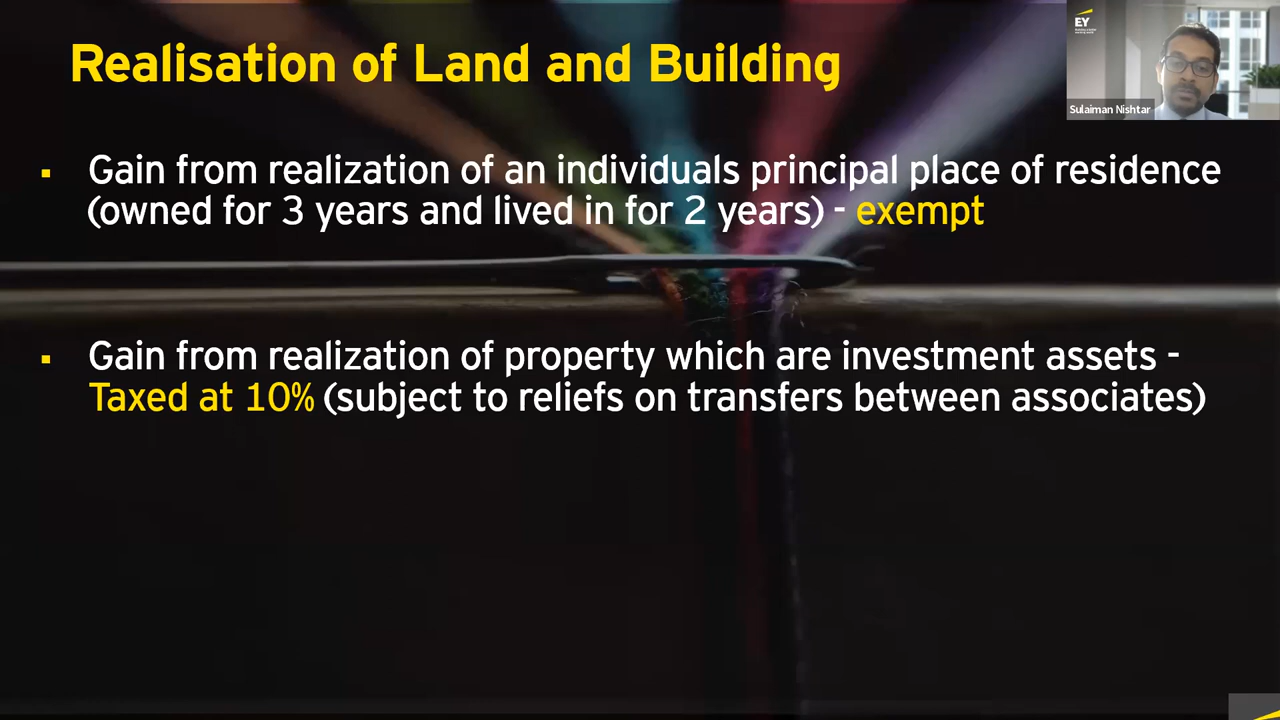 Realisation of Land and Building
EY
Sulaiman Nishtar
▪ Gain from realization of an individuals principal place of residence
(owned for 3 years and lived in for 2 years) - exempt
▪ Gain from realization of property which are investment assets -
Taxed at 10% (subject to reliefs on transfers between associates)